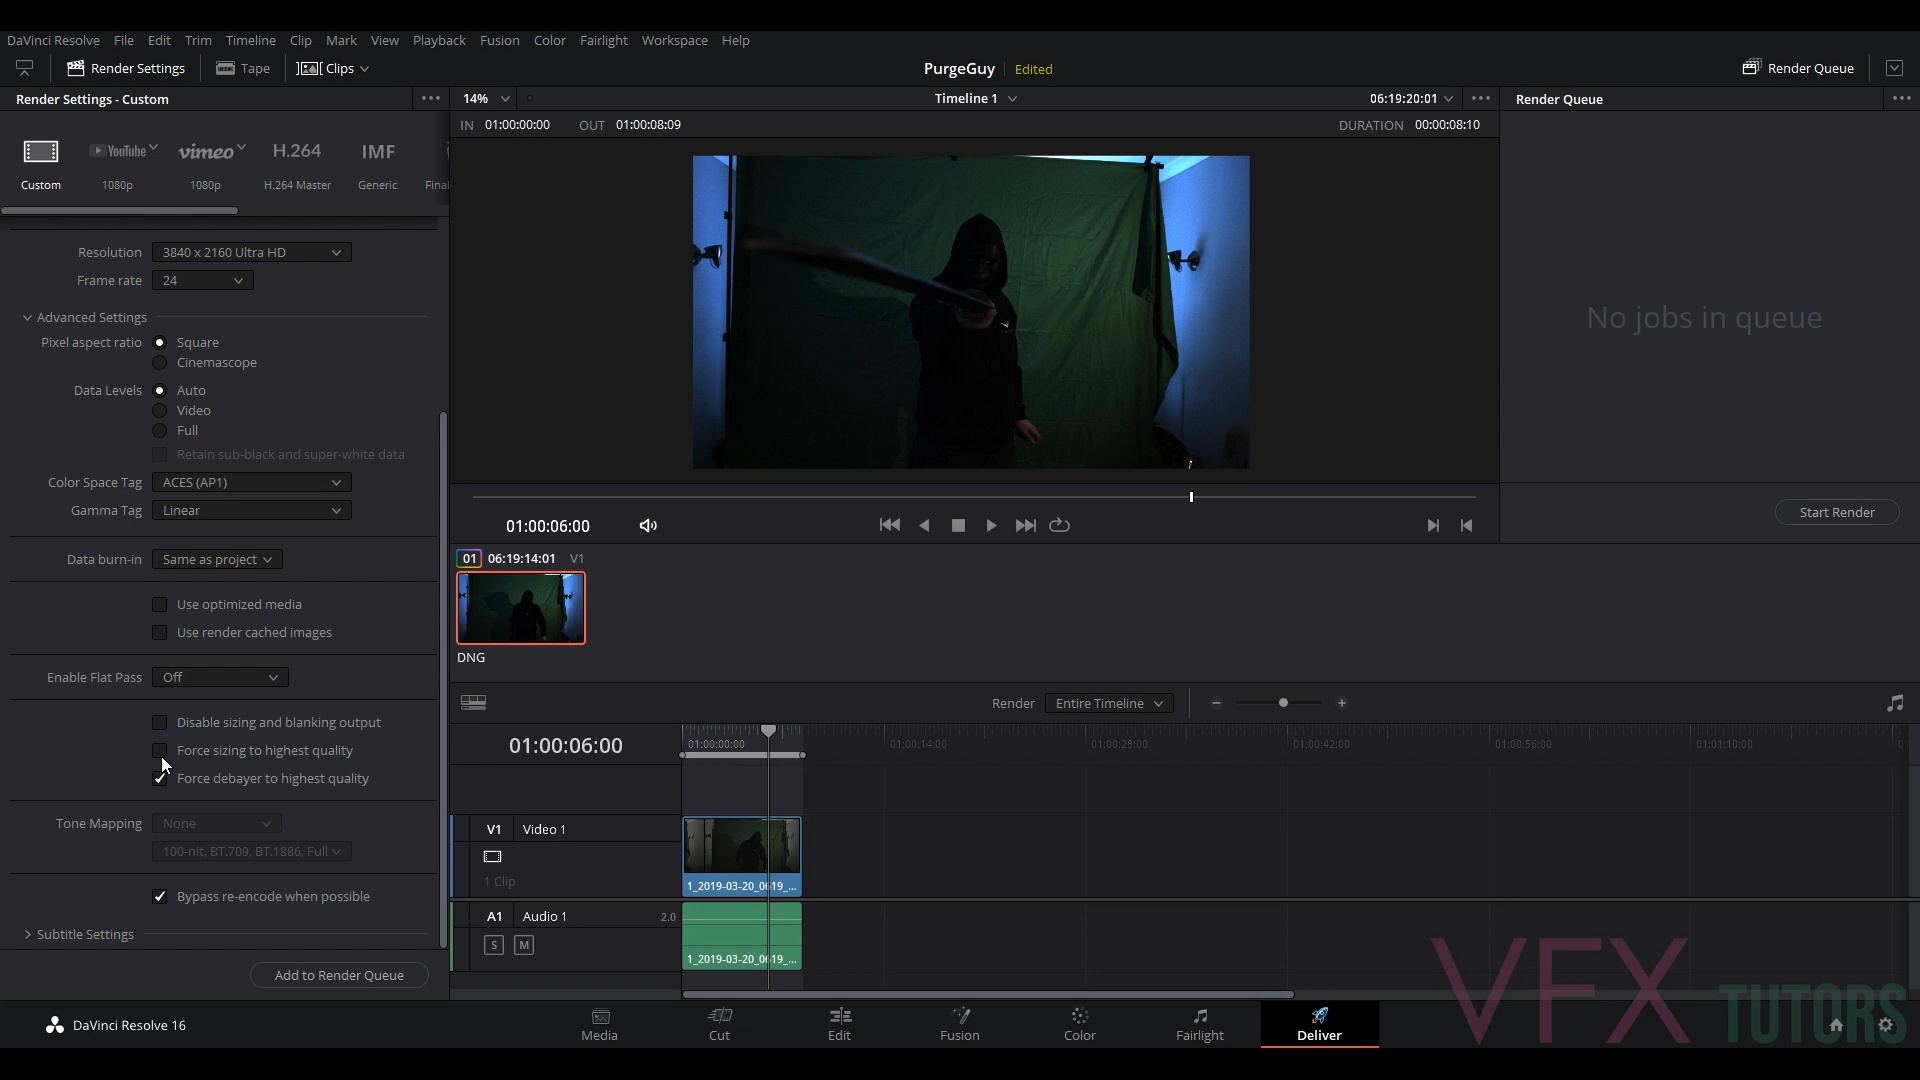 DaVinci Resolve File Edit Trim Timeline Clip Mark View Playback Fusion Color Fairlight Workspace Help
Render Settings Tape Clips PurgeGuy Edited Render Queue
Render Settings - Custom 14% Timeline 1 06:19:20:01 Render Queue
IN 01:00:00:00 OUT 01:00:08:09 DURATION 00:00:08:10
YouTube vimeo H.264 IMF
Custom 1080p 1080p H.264 Master Generic Final
Resolution 3840 x 2160 Ultra HD
Frame rate 24
Advanced Settings
Pixel aspect ratio Square
Cinemascope
Data Levels Auto
Video
Full
Retain sub-black and super-white data
Color Space Tag ACES (AP1)
Gamma Tag Linear
Data burn-in Same as project
Use optimized media
Use render cached images
Enable Flat Pass Off
Disable sizing and blanking output
Force sizing to highest quality
Force debayer to highest quality
Tone Mapping None
100-nit, BT.709, BT.1886, Full
Bypass re-encode when possible
Subtitle Settings
Add to Render Queue
No jobs in queue
Start Render
01:00:06:00
01 06:19:14:01 V1
DNG
Render Entire Timeline
01:00:06:00
01:00:00:00 01:00:14:00 01:00:28:00 01:00:42:00 01:00:56:00 01:01:10:00
V1 Video 1
1 Clip
1_2019-03-20_0619_...
A1 Audio 1 2.0
S M
1_2019-03-20_0619_...
VFX TUTORS
DaVinci Resolve 16
Media Cut Edit Fusion Color Fairlight Deliver